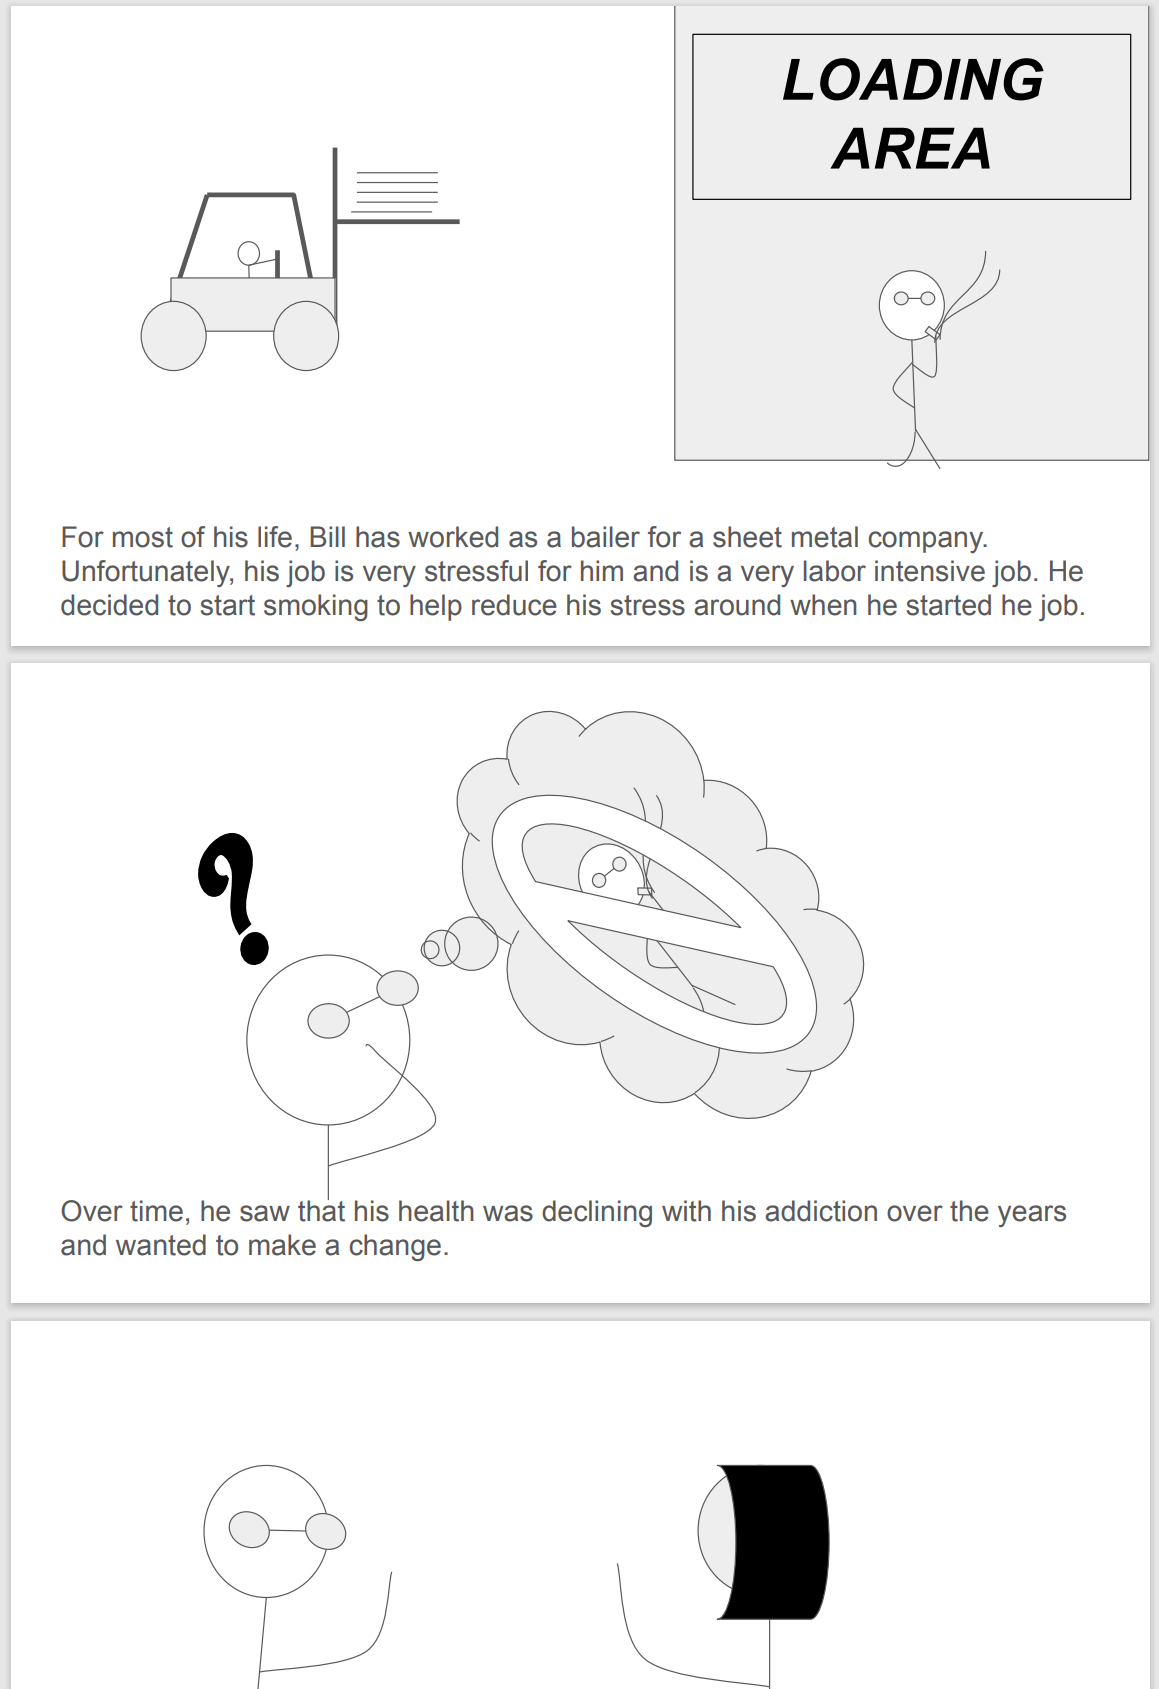 LOADING
AREA
For most of his life, Bill has worked as a bailer for a sheet metal company.
Unfortunately, his job is very stressful for him and is a very labor intensive job. He
decided to start smoking to help reduce his stress around when he started he job.
?
Over time, he saw that his health was declining with his addiction over the years
and wanted to make a change.